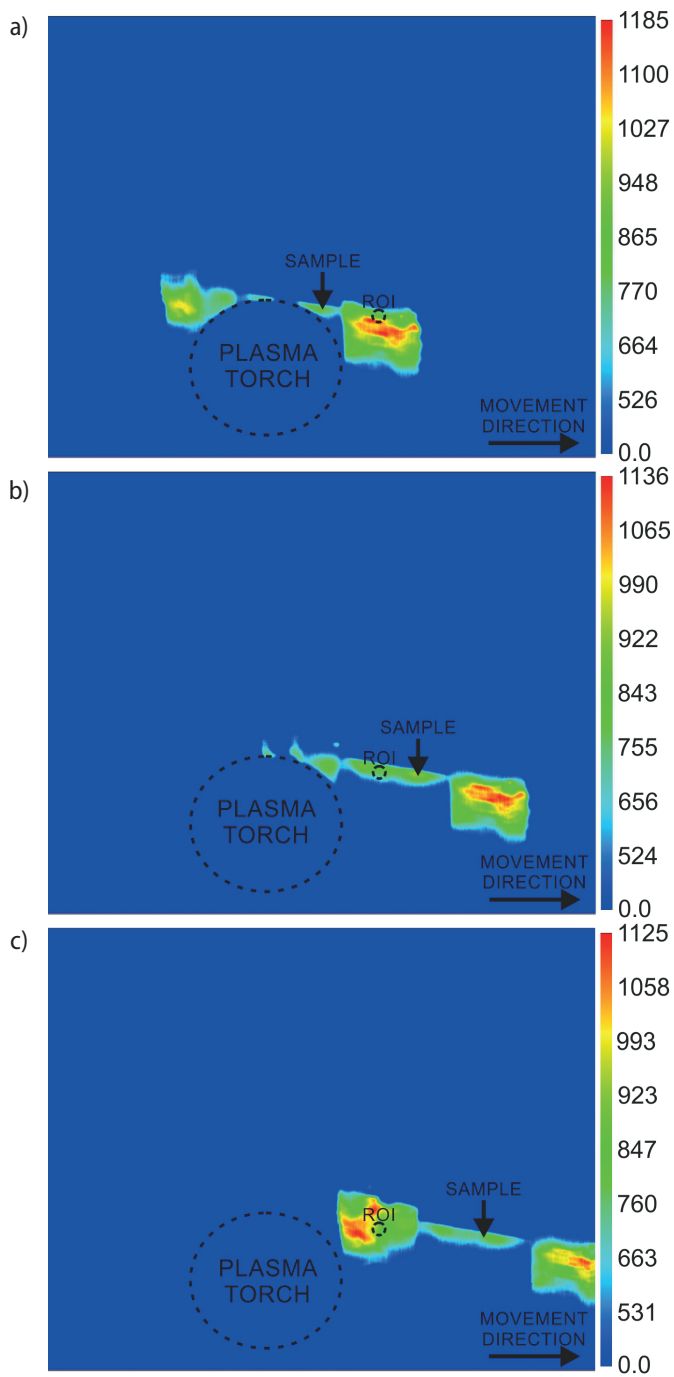 a)
SAMPLE
ROI
PLASMA
TORCH
MOVEMENT
DIRECTION
1185
1100
1027
948
865
770
664
526
0.0
b)
SAMPLE
ROI
PLASMA
TORCH
MOVEMENT
DIRECTION
1136
1065
990
922
843
755
656
524
0.0
c)
SAMPLE
ROI
PLASMA
TORCH
MOVEMENT
DIRECTION
1125
1058
993
923
847
760
663
531
0.0